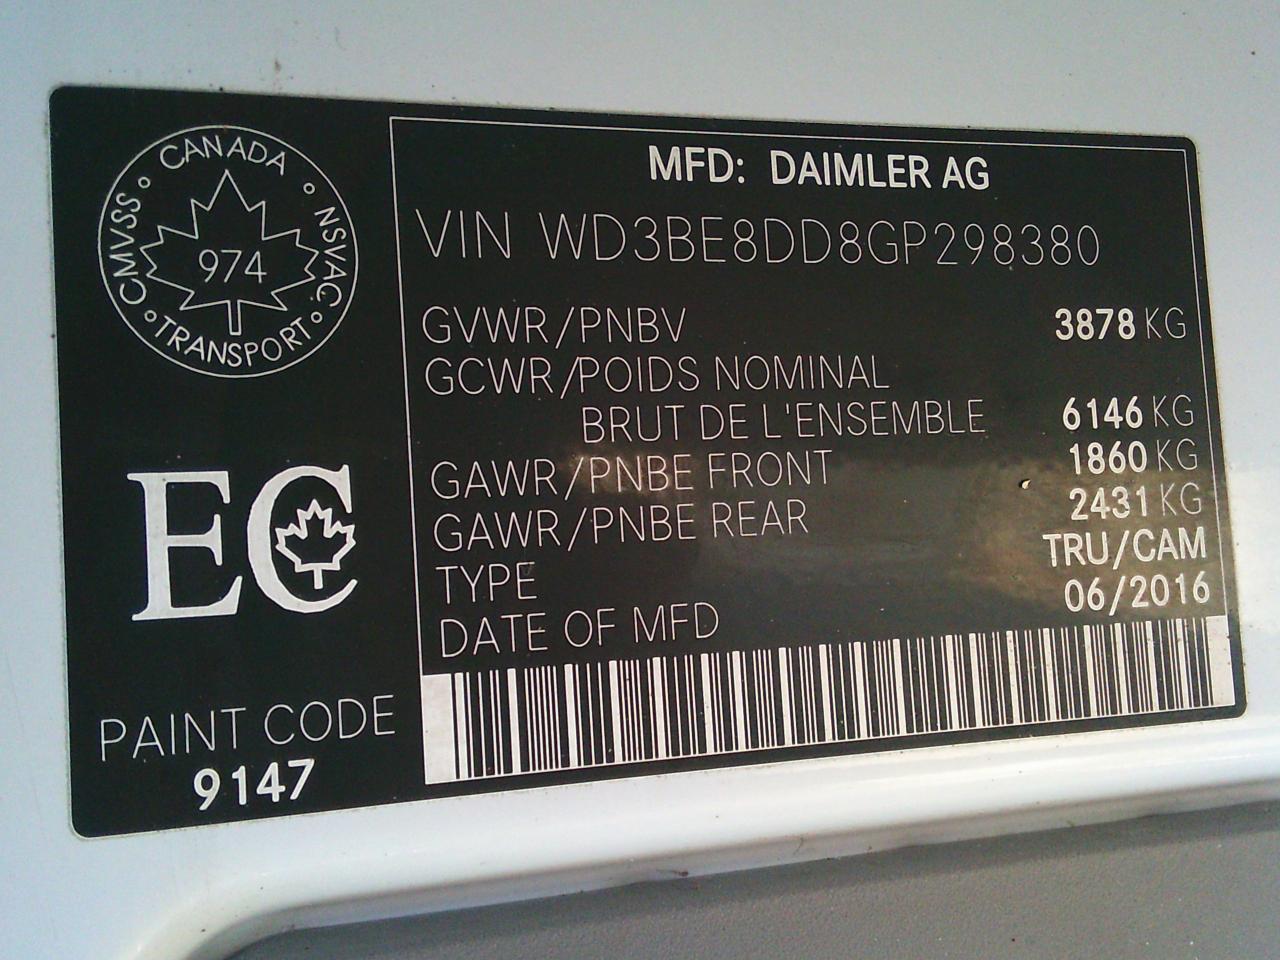 CANADA
CMVSS
NSVAC
974
TRANSPORT
EC
PAINT CODE
9147
MFD: DAIMLER AG
VIN WD3BE8DD8GP298380
GVWR/PNBV 3878 KG
GCWR/POIDS NOMINAL
BRUT DE L'ENSEMBLE 6146 KG
GAWR/PNBE FRONT 1860 KG
GAWR/PNBE REAR 2431 KG
TYPE TRU/CAM
DATE OF MFD 06/2016